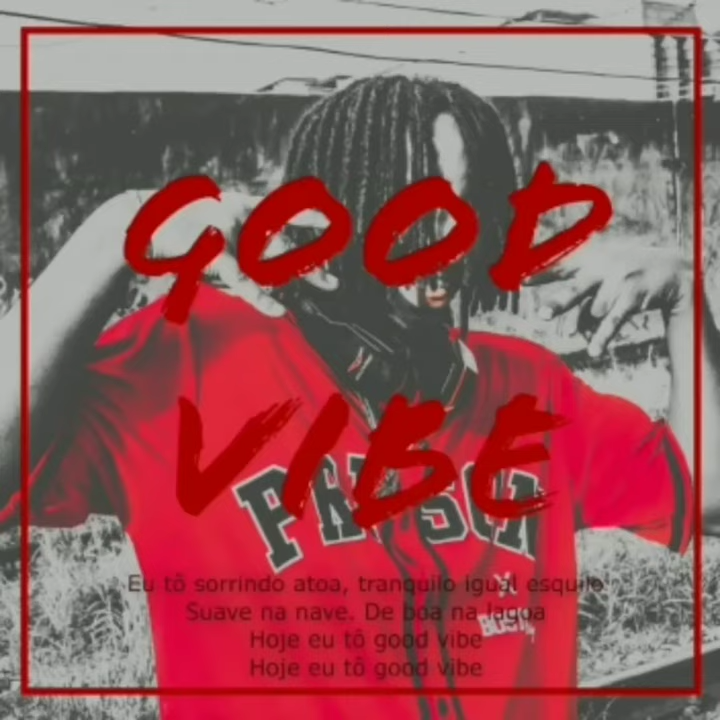 GOOD
VIBE
Eu tô sorrindo atoa, tranquilo igual esquilo
Suave na nave. De boa na lagoa
Hoje eu tô good vibe
Hoje eu tô good vibe